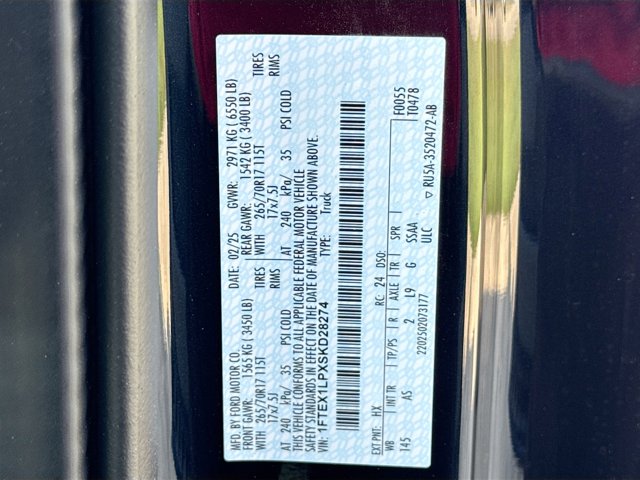 MFD. BY FORD MOTOR CO.
DATE: 02/25 GVWR: 2971 KG ( 6550 LB)
FRONT GAWR: 1565 KG ( 3450 LB) REAR GAWR: 1542 KG ( 3400 LB)
WITH 265/70R17 115T TIRES WITH 265/70R17 115T TIRES
17x7.5J RIMS 17x7.5J RIMS
AT 240 kPa/ 35 PSI COLD AT 240 kPa/ 35 PSI COLD
THIS VEHICLE CONFORMS TO ALL APPLICABLE FEDERAL MOTOR VEHICLE
SAFETY STANDARDS IN EFFECT ON THE DATE OF MANUFACTURE SHOWN ABOVE.
VIN: 1FTEX1LPXSKD28274 TYPE: Truck
EXT PNT: HX RC: 24 DSO: F0055
WB INT TR TP/PS R AXLE TR SPR T0478
145 AS 2 L9 G SSAA
ULC
2202502073177 ▽ RU5A-3520472-AB